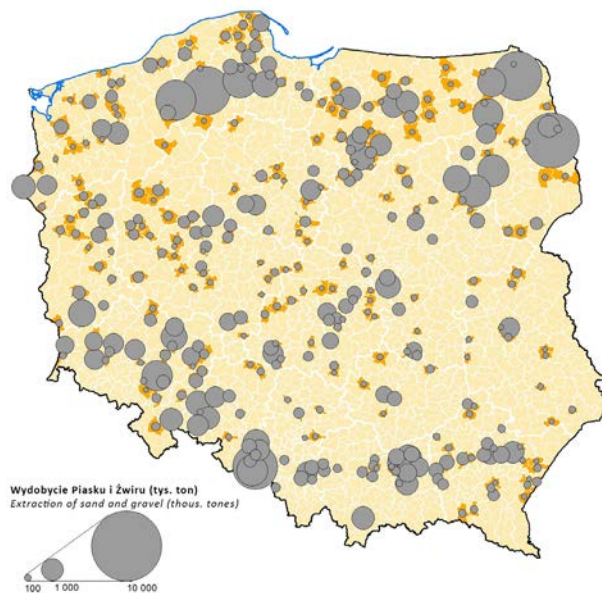 Wydobycie Piasku i Żwiru (tys. ton)
Extraction of sand and gravel (thous. tones)
100 1 000 10 000